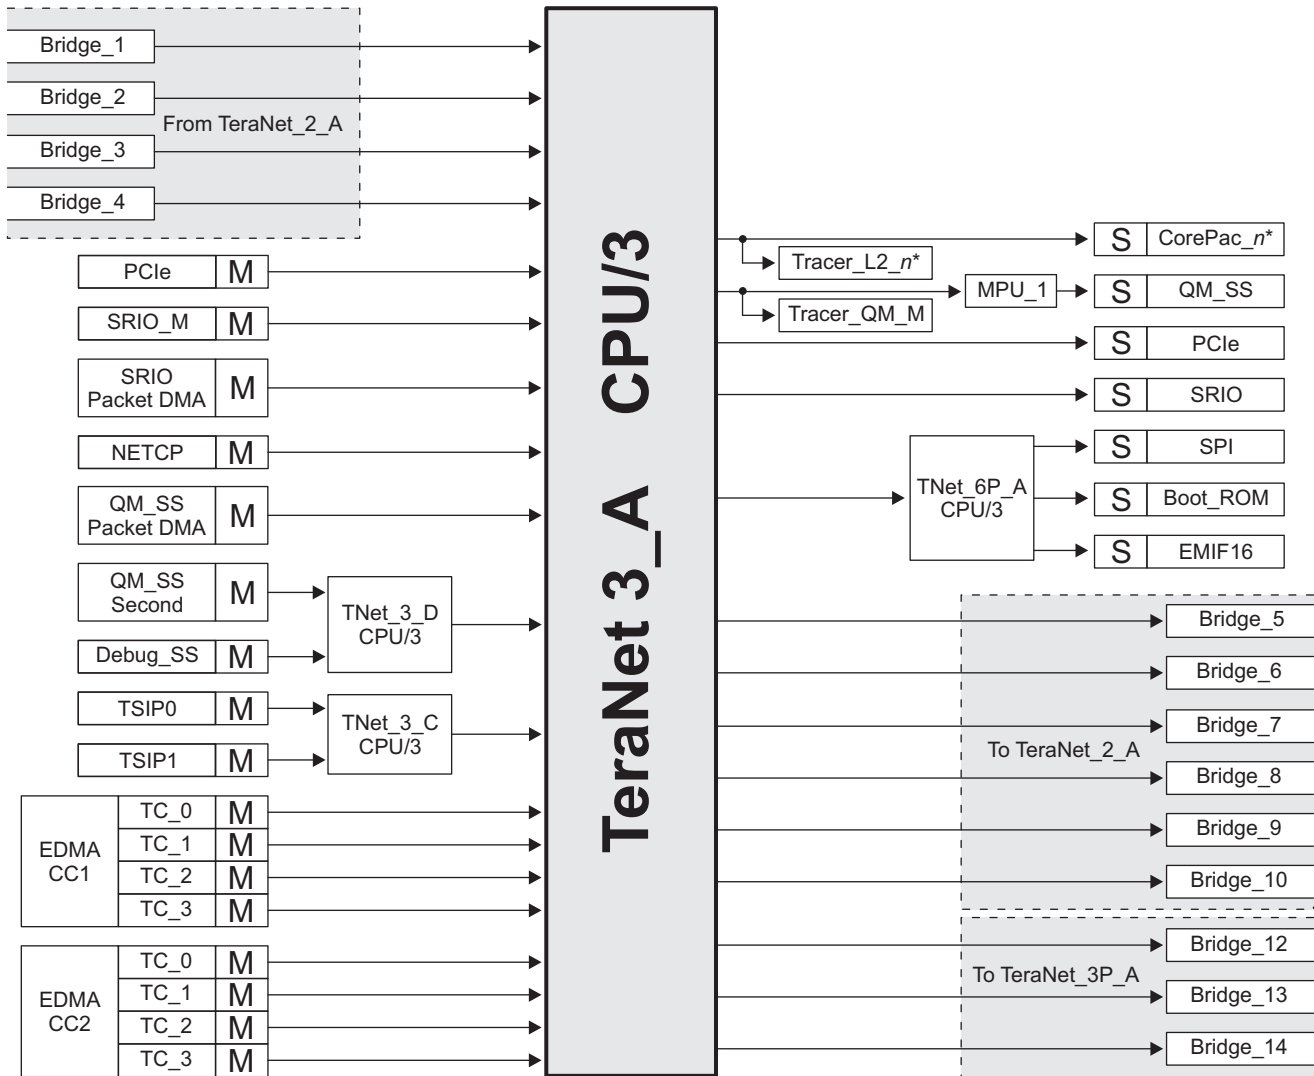 Bridge_1
Bridge_2
From TeraNet_2_A
Bridge_3
Bridge_4
PCIe M
SRIO_M M
SRIO
Packet DMA
M
NETCP M
QM_SS
Packet DMA
M
QM_SS
Second
M
Debug_SS M
TNet_3_D
CPU/3
TSIP0 M
TSIP1 M
TNet_3_C
CPU/3
EDMA
CC1
TC_0 M
TC_1 M
TC_2 M
TC_3 M
EDMA
CC2
TC_0 M
TC_1 M
TC_2 M
TC_3 M
TeraNet 3_A CPU/3
S CorePac_n*
Tracer_L2_n*
MPU_1
S QM_SS
Tracer_QM_M
S PCIe
S SRIO
TNet_6P_A
CPU/3
S SPI
S Boot_ROM
S EMIF16
Bridge_5
Bridge_6
Bridge_7
To TeraNet_2_A
Bridge_8
Bridge_9
Bridge_10
Bridge_12
To TeraNet_3P_A
Bridge_13
Bridge_14